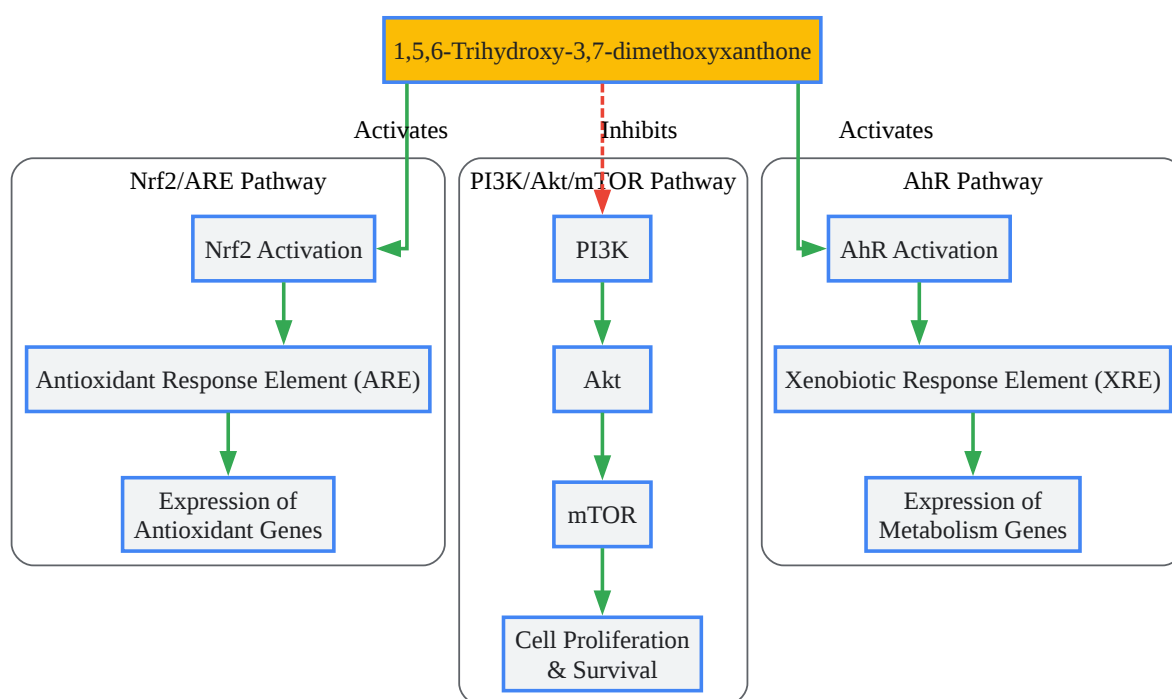 1,5,6-Trihydroxy-3,7-dimethoxyxanthone
Activates
Inhibits
Activates
Nrf2/ARE Pathway
PI3K/Akt/mTOR Pathway
AhR Pathway
Nrf2 Activation
PI3K
AhR Activation
Antioxidant Response Element (ARE)
Akt
Xenobiotic Response Element (XRE)
Expression of
Antioxidant Genes
mTOR
Expression of
Metabolism Genes
Cell Proliferation
& Survival